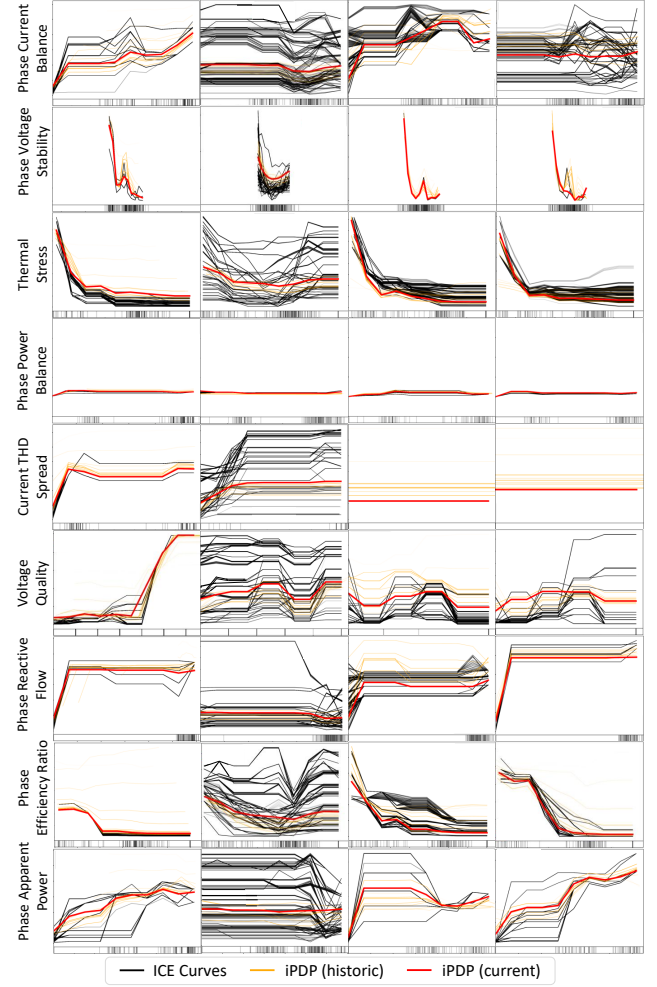 Phase Current
Balance
Phase Voltage
Stability
Thermal
Stress
Phase Power
Balance
Current THD
Spread
Voltage
Quality
Phase Reactive
Flow
Phase
Efficiency Ratio
Phase Apparent
Power
ICE Curves
iPDP (historic)
iPDP (current)